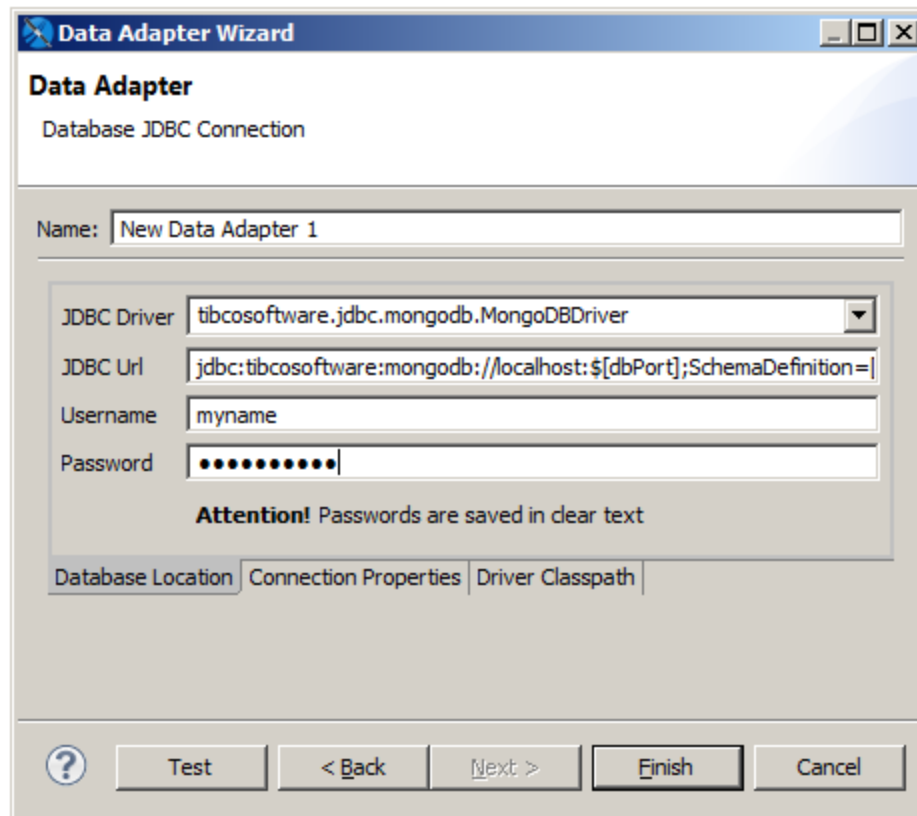 Data Adapter Wizard
Data Adapter
Database JDBC Connection
Name: New Data Adapter 1
JDBC Driver tibcosoftware.jdbc.mongodb.MongoDBDriver
JDBC Url jdbc:tibcosoftware:mongodb://localhost:$[dbPort];SchemaDefinition=
Username myname
Password ●●●●●●●●●●
Attention! Passwords are saved in clear text
Database Location Connection Properties Driver Classpath
? Test < Back Next > Finish Cancel